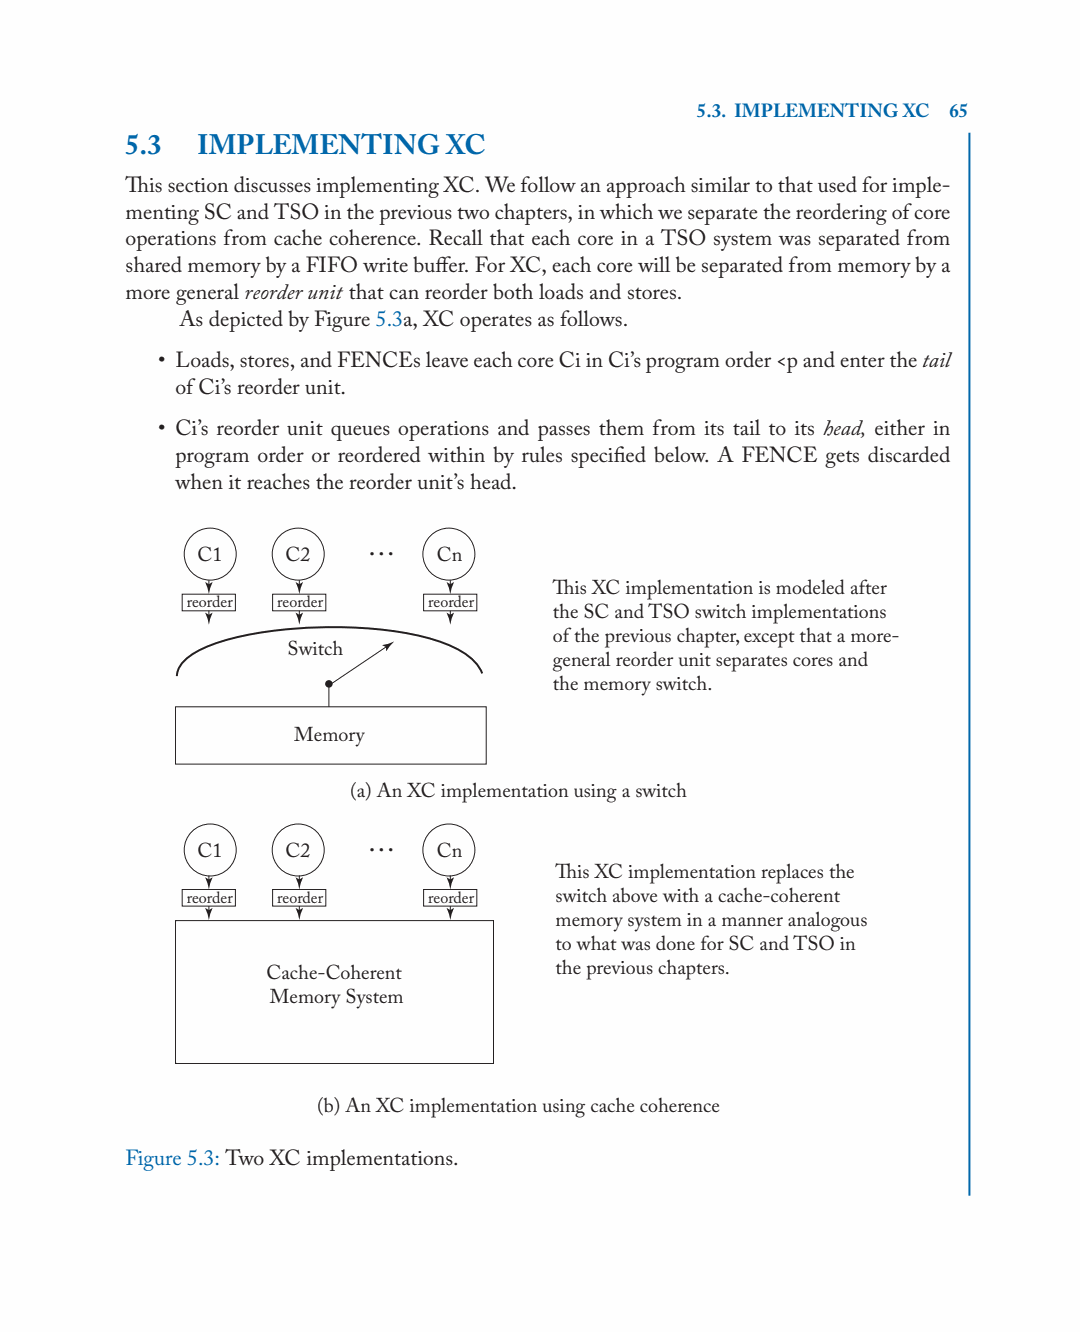 5.3. IMPLEMENTING XC 65
5.3 IMPLEMENTING XC
This section discusses implementing XC. We follow an approach similar to that used for imple-
menting SC and TSO in the previous two chapters, in which we separate the reordering of core
operations from cache coherence. Recall that each core in a TSO system was separated from
shared memory by a FIFO write buffer. For XC, each core will be separated from memory by a
more general reorder unit that can reorder both loads and stores.
As depicted by Figure 5.3a, XC operates as follows.
• Loads, stores, and FENCEs leave each core Ci in Ci’s program order <p and enter the tail
of Ci’s reorder unit.
• Ci’s reorder unit queues operations and passes them from its tail to its head, either in
program order or reordered within by rules specified below. A FENCE gets discarded
when it reaches the reorder unit’s head.
C1 C2 ... Cn
reorder reorder reorder
Switch
Memory
This XC implementation is modeled after
the SC and TSO switch implementations
of the previous chapter, except that a more-
general reorder unit separates cores and
the memory switch.
(a) An XC implementation using a switch
C1 C2 ... Cn
reorder reorder reorder
Cache-Coherent
Memory System
This XC implementation replaces the
switch above with a cache-coherent
memory system in a manner analogous
to what was done for SC and TSO in
the previous chapters.
(b) An XC implementation using cache coherence
Figure 5.3: Two XC implementations.